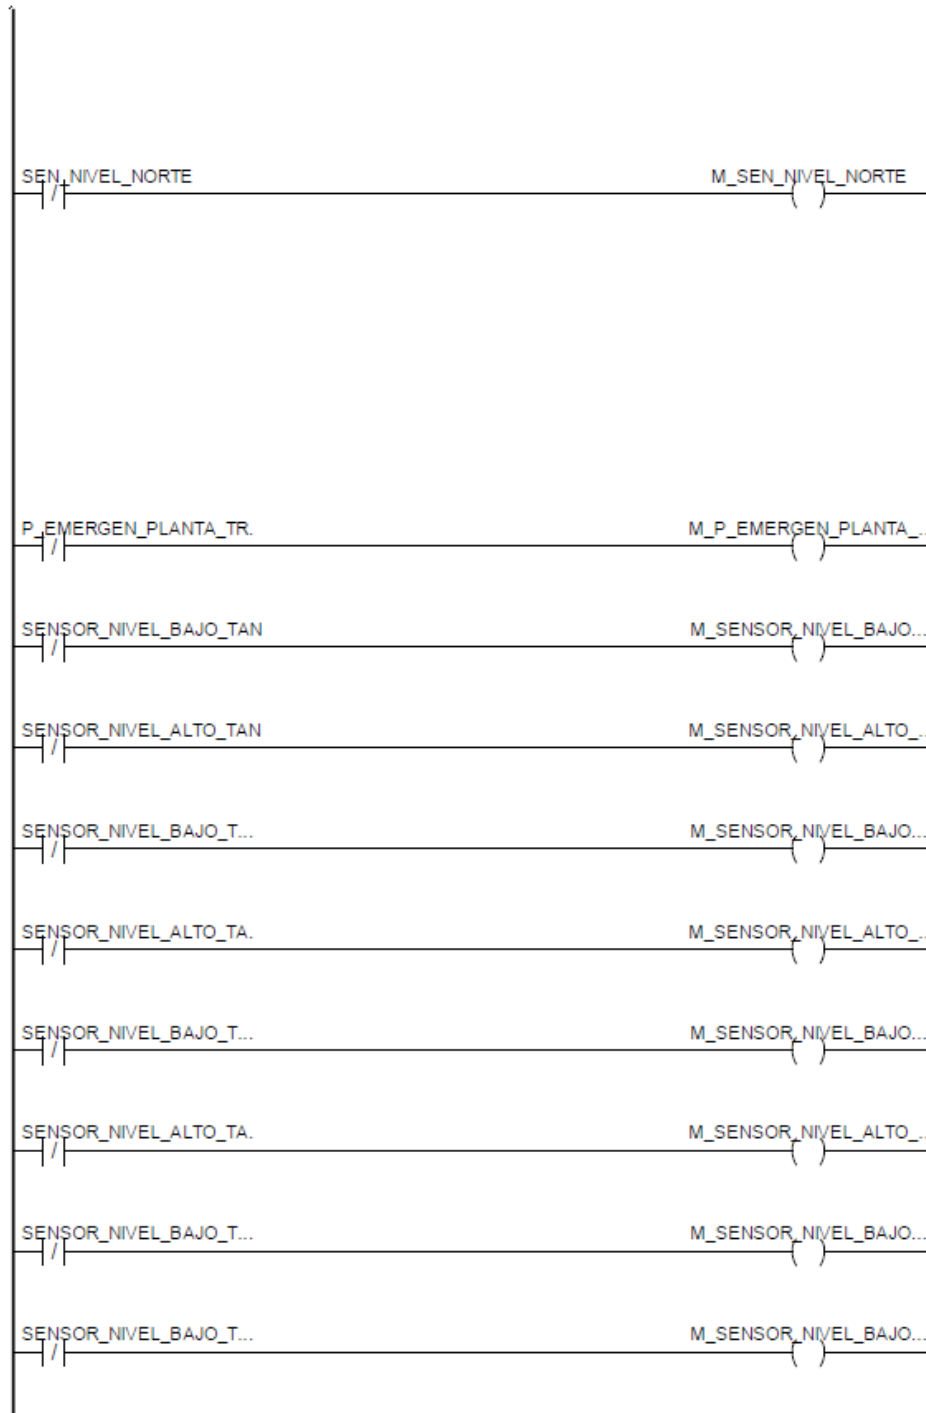 SEN_NIVEL_NORTE M_SEN_NIVEL_NORTE
P_EMERGEN_PLANTA_TR. M_P_EMERGEN_PLANTA_...
SENSOR_NIVEL_BAJO_TAN M_SENSOR_NIVEL_BAJO...
SENSOR_NIVEL_ALTO_TAN M_SENSOR_NIVEL_ALTO_...
SENSOR_NIVEL_BAJO_T... M_SENSOR_NIVEL_BAJO...
SENSOR_NIVEL_ALTO_TA. M_SENSOR_NIVEL_ALTO_...
SENSOR_NIVEL_BAJO_T... M_SENSOR_NIVEL_BAJO...
SENSOR_NIVEL_ALTO_TA. M_SENSOR_NIVEL_ALTO_...
SENSOR_NIVEL_BAJO_T... M_SENSOR_NIVEL_BAJO...
SENSOR_NIVEL_BAJO_T... M_SENSOR_NIVEL_BAJO...